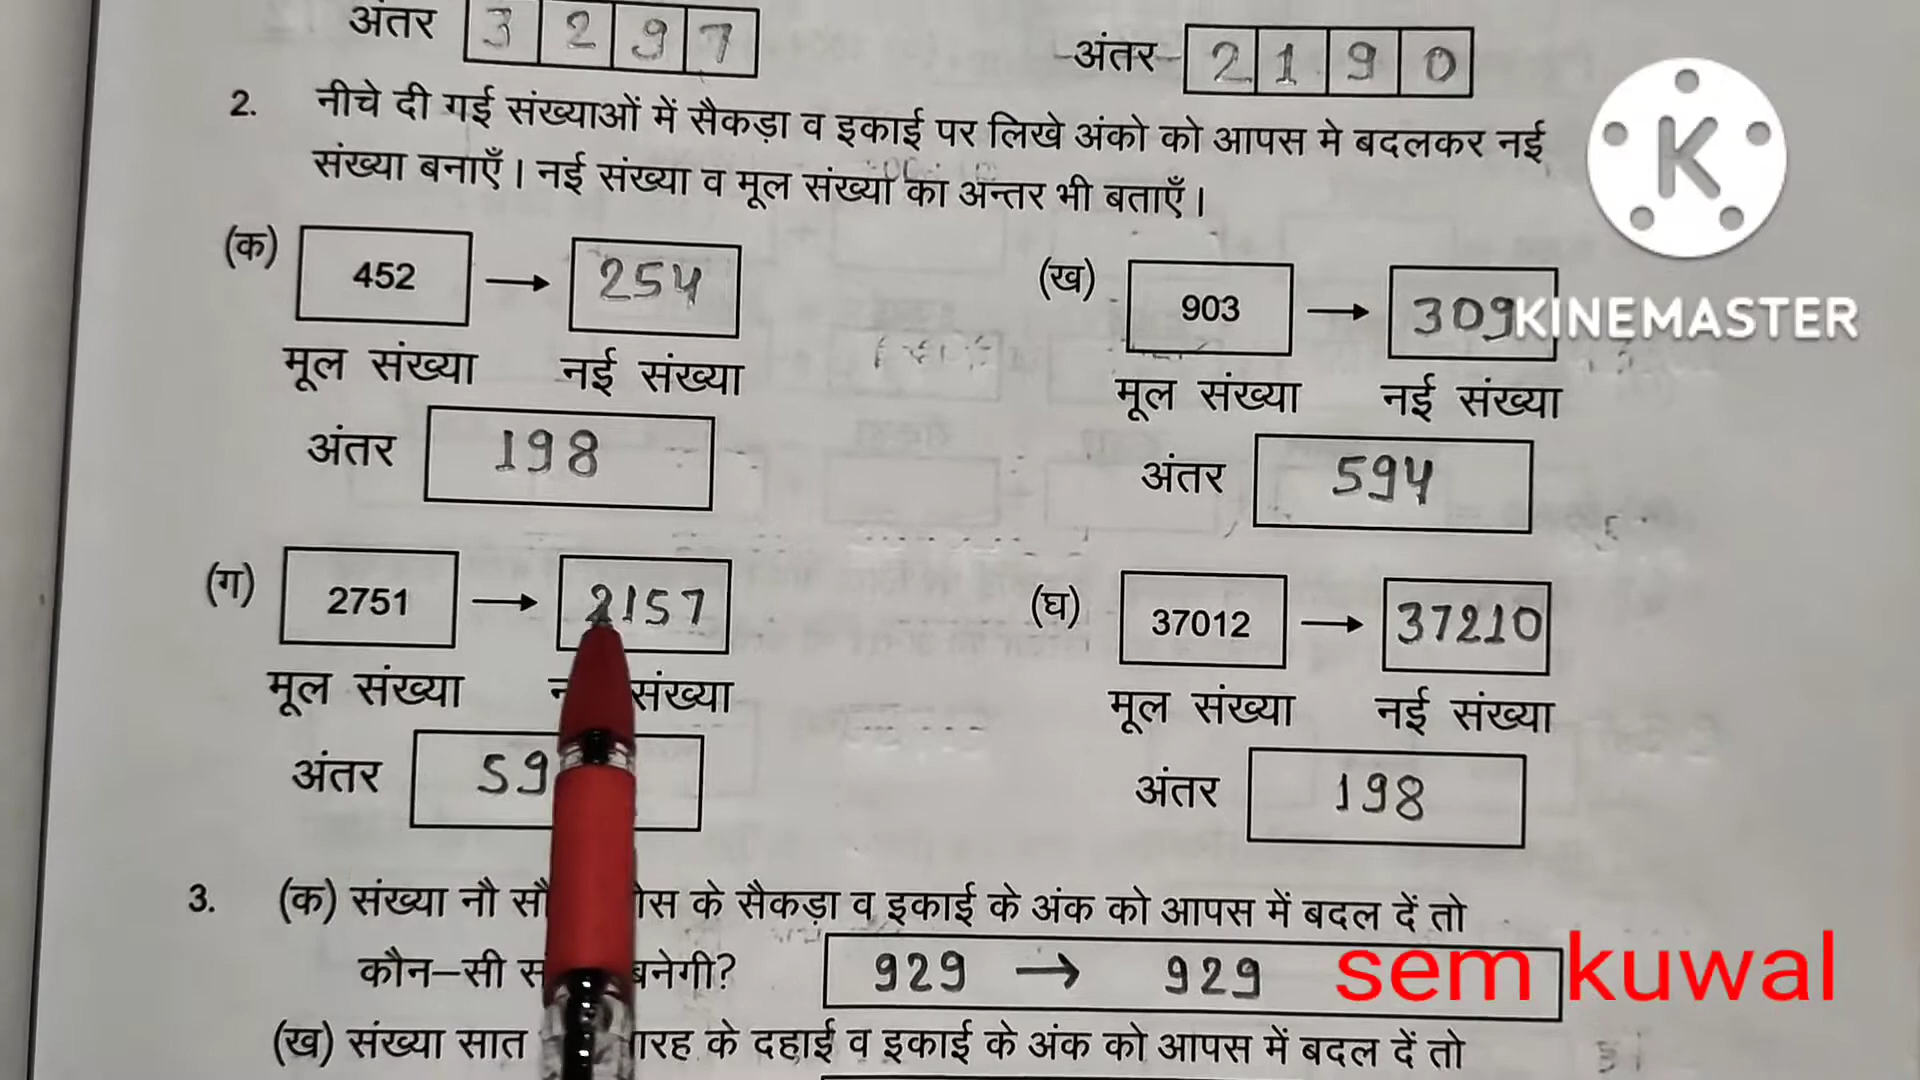 अंतर 3 2 9 7 अंतर 2 1 9 0
2. नीचे दी गई संख्याओं में सैकड़ा व इकाई पर लिखे अंको को आपस मे बदलकर नई
संख्या बनाएँ। नई संख्या व मूल संख्या का अन्तर भी बताएँ।
(क) 452 → 254 (ख) 903 → 309
KINEMASTER
मूल संख्या नई संख्या मूल संख्या नई संख्या
अंतर 198 अंतर 594
(ग) 2751 → 2157 (घ) 37012 → 37210
मूल संख्या संख्या मूल संख्या नई संख्या
अंतर 59 अंतर 198
3. (क) संख्या नौ के सैकड़ा व इकाई के अंक को आपस में बदल दें तो
कौन–सी बनेगी? 929 → 929
sem kuwal
(ख) संख्या सात के दहाई व इकाई के अंक को आपस में बदल दें तो